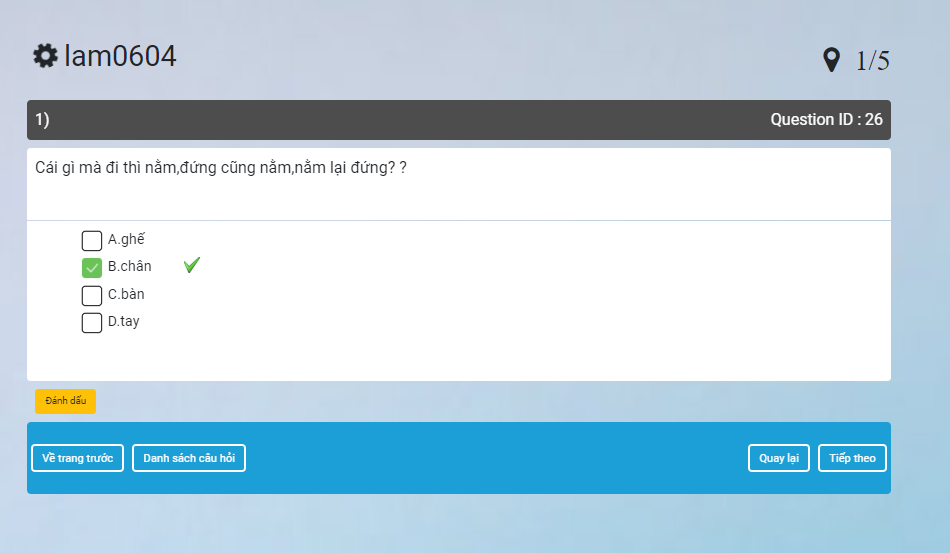 lam0604
1/5
1) Question ID : 26
Cái gì mà đi thì nằm,đứng cũng nằm,nằm lại đứng? ?
A.ghế
B.chân
C.bàn
D.tay
Đánh dấu
Về trang trước Danh sách câu hỏi Quay lại Tiếp theo